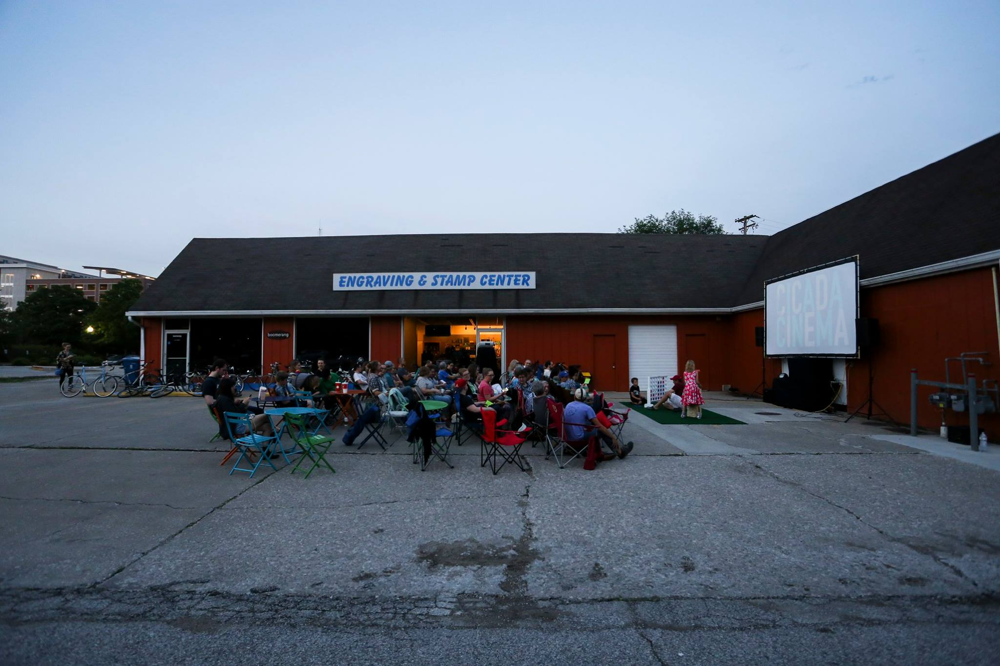 ENGRAVING & STAMP CENTER
boomerang
CICADA
CINEMA